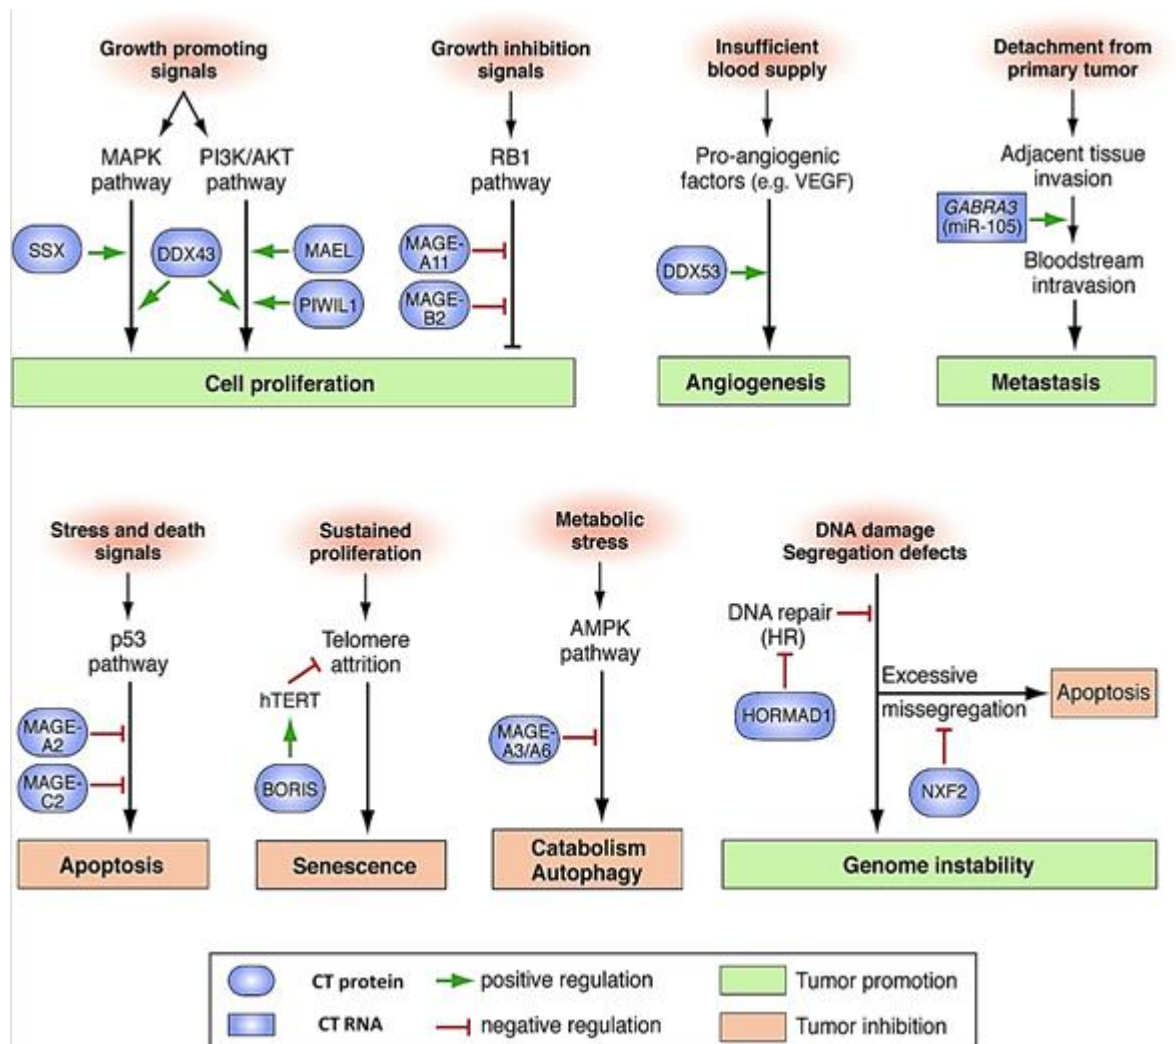 Growth promoting
signals
Growth inhibition
signals
Insufficient
blood supply
Detachment from
primary tumor
MAPK
pathway
PI3K/AKT
pathway
RB1
pathway
Pro-angiogenic
factors (e.g. VEGF)
Adjacent tissue
invasion
SSX
DDX43
MAEL
PIWIL1
MAGE-
A11
MAGE-
B2
DDX53
GABRA3
(miR-105)
Bloodstream
intravasion
Cell proliferation
Angiogenesis
Metastasis
Stress and death
signals
Sustained
proliferation
Metabolic
stress
DNA damage
Segregation defects
p53
pathway
Telomere
attrition
AMPK
pathway
DNA repair
(HR)
hTERT
MAGE-
A2
MAGE-
C2
BORIS
MAGE-
A3/A6
HORMAD1
Excessive
missegregation
Apoptosis
NXF2
Apoptosis
Senescence
Catabolism
Autophagy
Genome instability
CT protein
positive regulation
Tumor promotion
CT RNA
negative regulation
Tumor inhibition